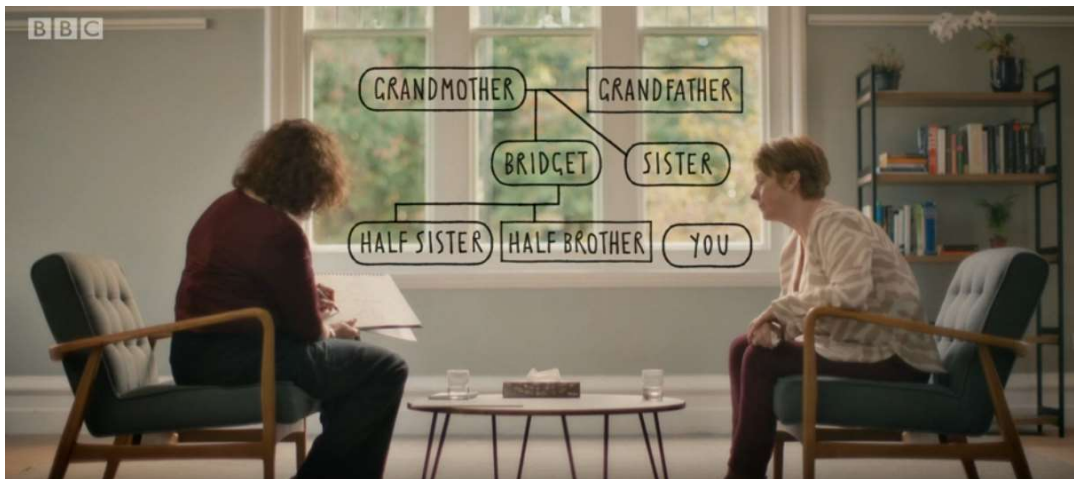 BBC
GRANDMOTHER GRANDFATHER
BRIDGET SISTER
HALF SISTER HALF BROTHER YOU